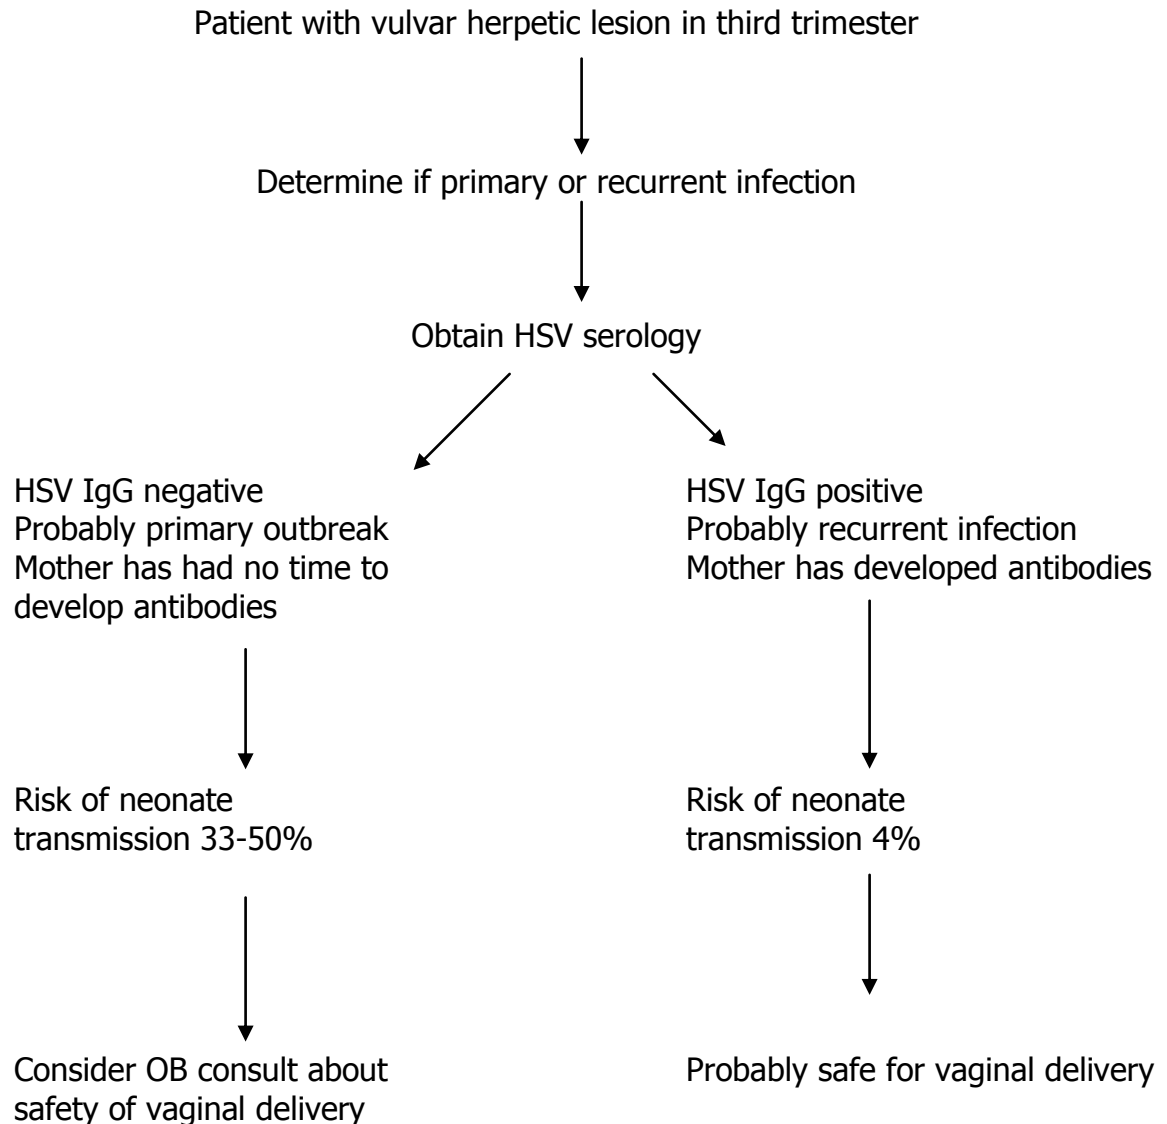 Patient with vulvar herpetic lesion in third trimester
Determine if primary or recurrent infection
Obtain HSV serology
HSV IgG negative
Probably primary outbreak
Mother has had no time to
develop antibodies
HSV IgG positive
Probably recurrent infection
Mother has developed antibodies
Risk of neonate
transmission 33-50%
Risk of neonate
transmission 4%
Consider OB consult about
safety of vaginal delivery
Probably safe for vaginal delivery